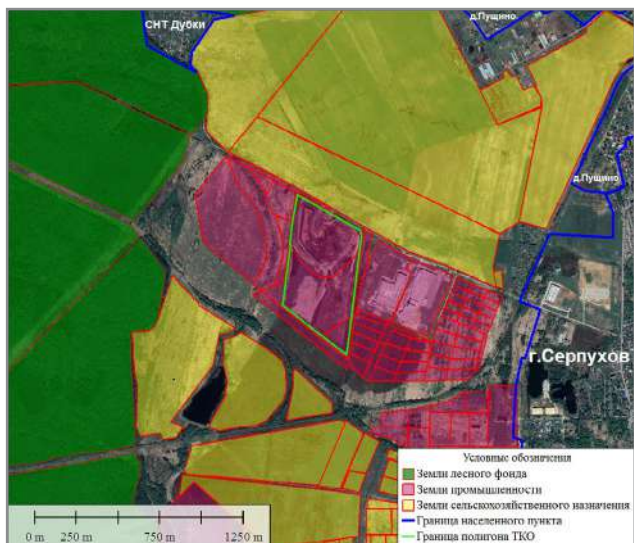 СНТ Дубки
д.Пущино
д.Пущино
г.Серпухов
Условные обозначения
Земли лесного фонда
Земли промышленности
Земли сельскохозяйственного назначения
Граница населенного пункта
Граница полигона ТКО
0 m 250 m 750 m 1250 m